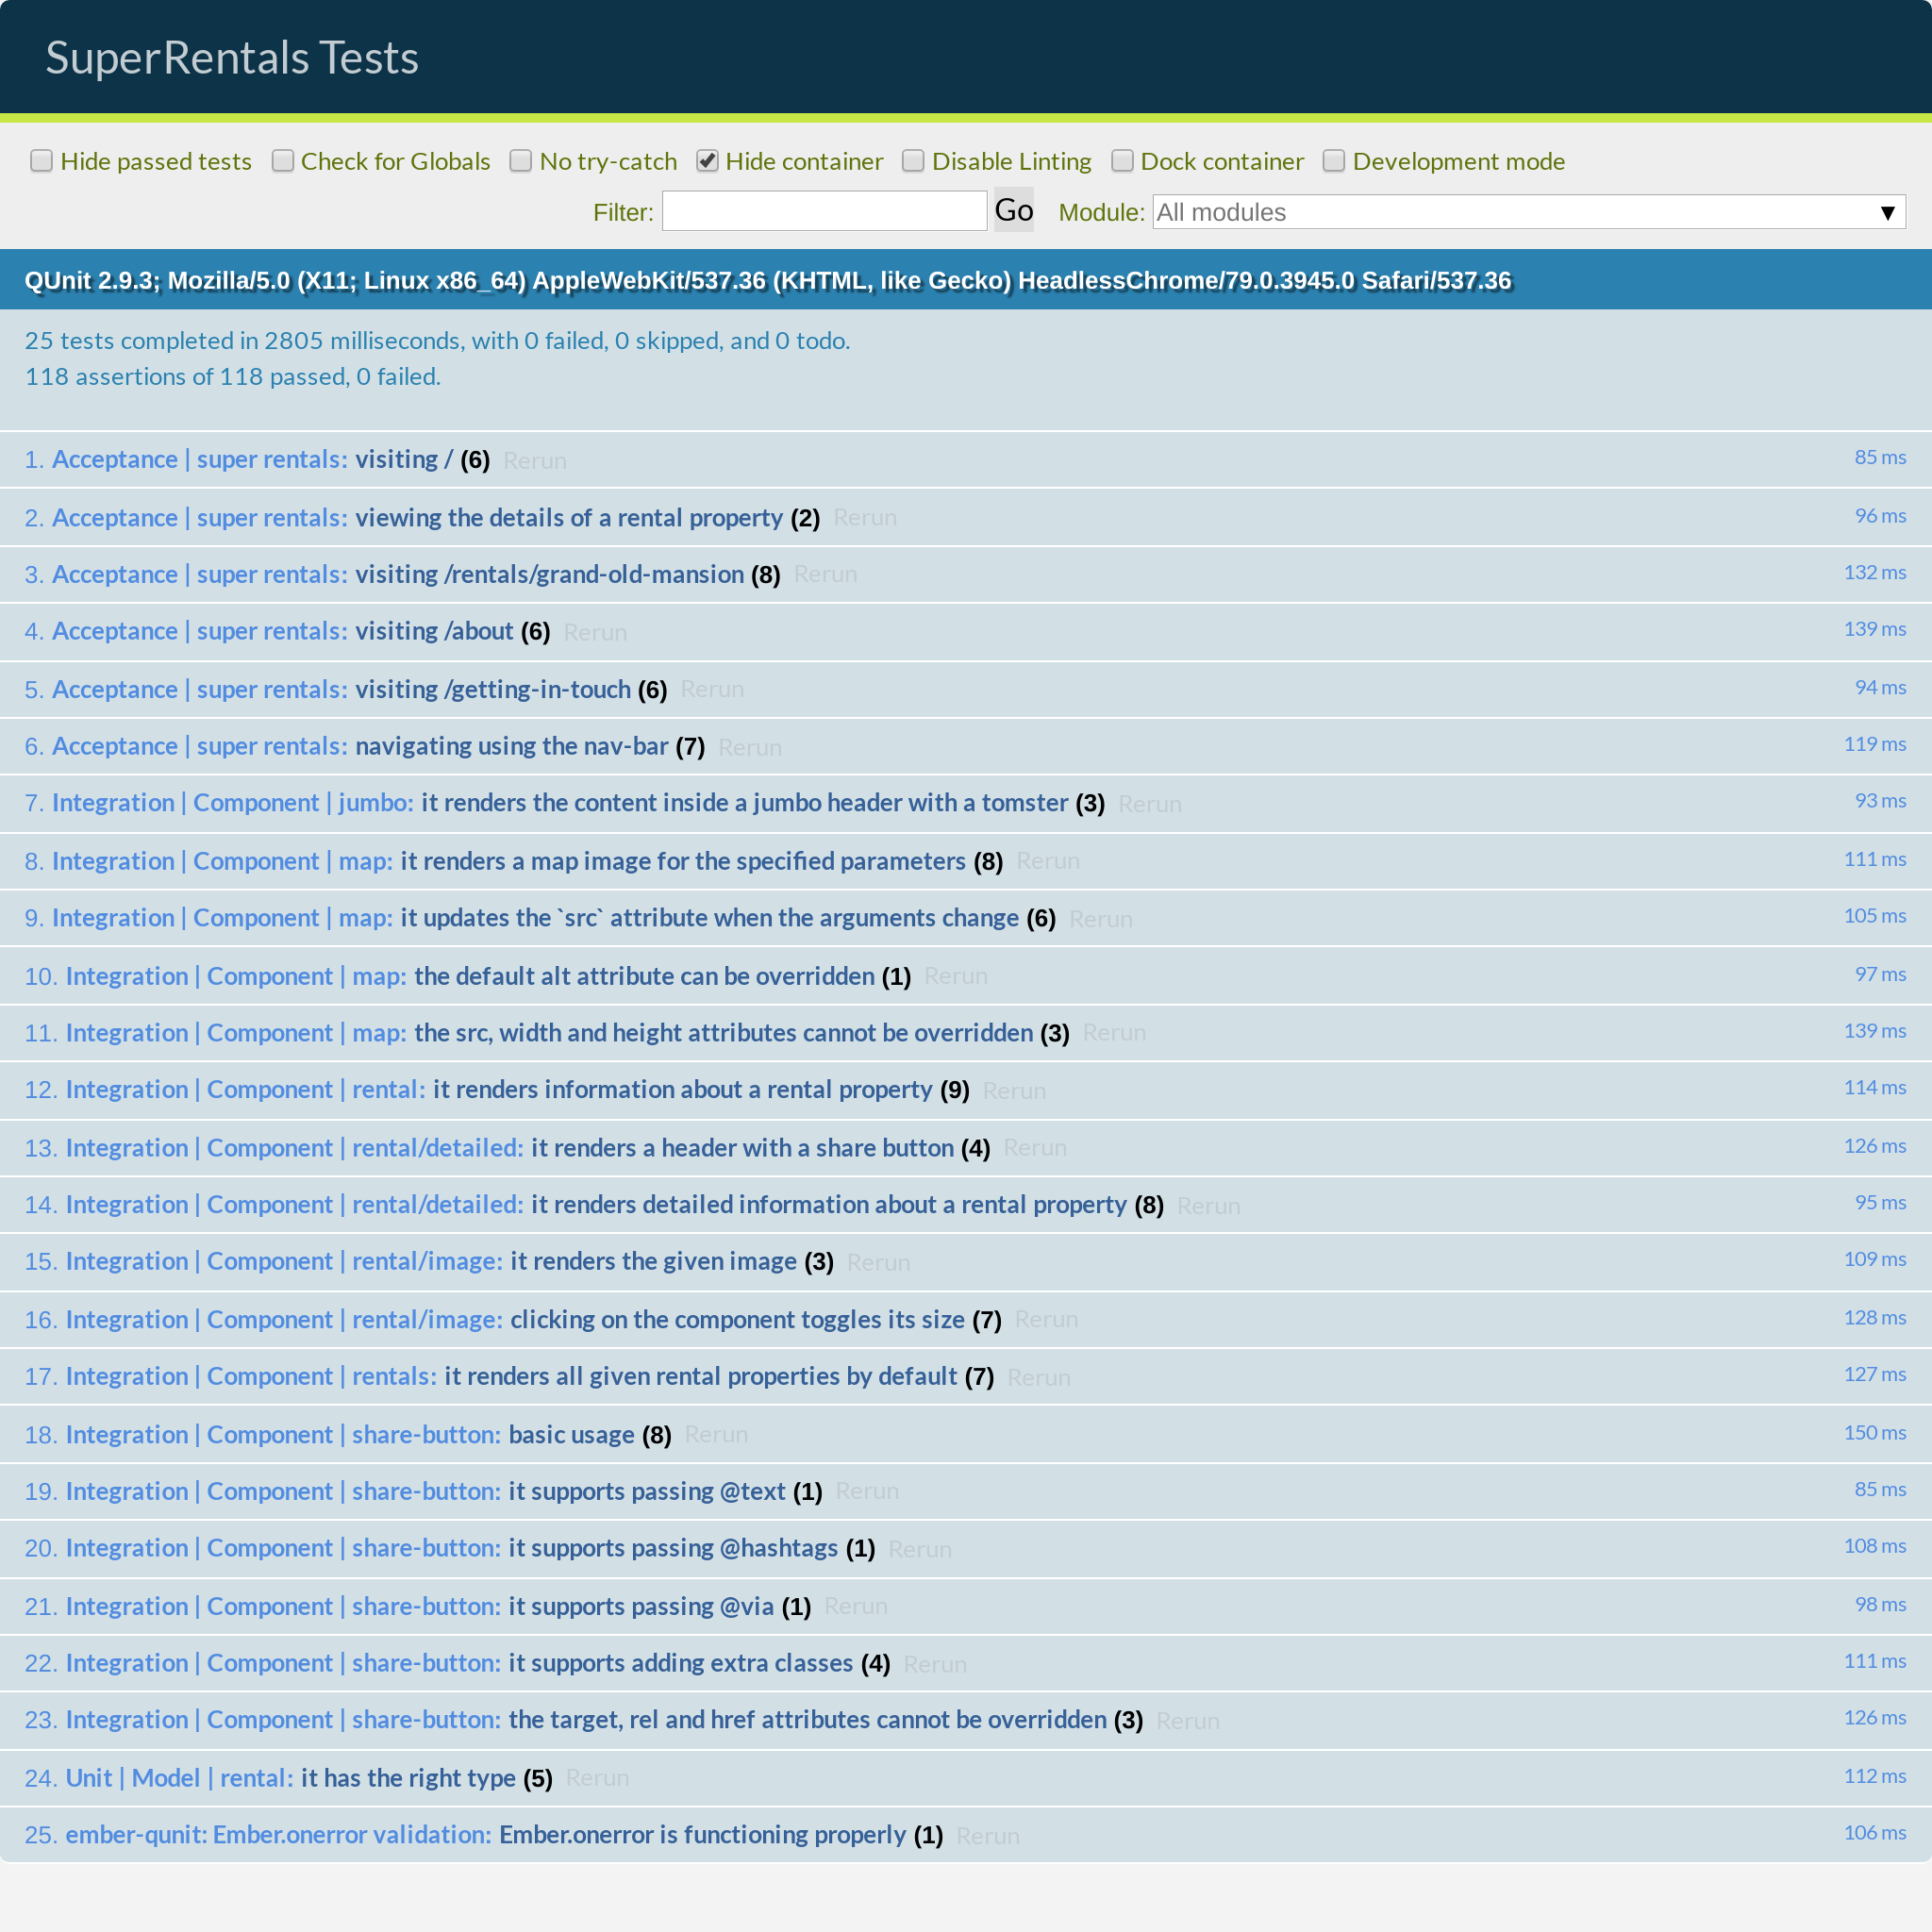 SuperRentals Tests
Hide passed tests Check for Globals No try-catch Hide container Disable Linting Dock container Development mode
Filter: Go Module: All modules ▼
QUnit 2.9.3; Mozilla/5.0 (X11; Linux x86_64) AppleWebKit/537.36 (KHTML, like Gecko) HeadlessChrome/79.0.3945.0 Safari/537.36
25 tests completed in 2805 milliseconds, with 0 failed, 0 skipped, and 0 todo.
118 assertions of 118 passed, 0 failed.
1. Acceptance | super rentals: visiting / (6) Rerun 85 ms
2. Acceptance | super rentals: viewing the details of a rental property (2) Rerun 96 ms
3. Acceptance | super rentals: visiting /rentals/grand-old-mansion (8) Rerun 132 ms
4. Acceptance | super rentals: visiting /about (6) Rerun 139 ms
5. Acceptance | super rentals: visiting /getting-in-touch (6) Rerun 94 ms
6. Acceptance | super rentals: navigating using the nav-bar (7) Rerun 119 ms
7. Integration | Component | jumbo: it renders the content inside a jumbo header with a tomster (3) Rerun 93 ms
8. Integration | Component | map: it renders a map image for the specified parameters (8) Rerun 111 ms
9. Integration | Component | map: it updates the `src` attribute when the arguments change (6) Rerun 105 ms
10. Integration | Component | map: the default alt attribute can be overridden (1) Rerun 97 ms
11. Integration | Component | map: the src, width and height attributes cannot be overridden (3) Rerun 139 ms
12. Integration | Component | rental: it renders information about a rental property (9) Rerun 114 ms
13. Integration | Component | rental/detailed: it renders a header with a share button (4) Rerun 126 ms
14. Integration | Component | rental/detailed: it renders detailed information about a rental property (8) Rerun 95 ms
15. Integration | Component | rental/image: it renders the given image (3) Rerun 109 ms
16. Integration | Component | rental/image: clicking on the component toggles its size (7) Rerun 128 ms
17. Integration | Component | rentals: it renders all given rental properties by default (7) Rerun 127 ms
18. Integration | Component | share-button: basic usage (8) Rerun 150 ms
19. Integration | Component | share-button: it supports passing @text (1) Rerun 85 ms
20. Integration | Component | share-button: it supports passing @hashtags (1) Rerun 108 ms
21. Integration | Component | share-button: it supports passing @via (1) Rerun 98 ms
22. Integration | Component | share-button: it supports adding extra classes (4) Rerun 111 ms
23. Integration | Component | share-button: the target, rel and href attributes cannot be overridden (3) Rerun 126 ms
24. Unit | Model | rental: it has the right type (5) Rerun 112 ms
25. ember-qunit: Ember.onerror validation: Ember.onerror is functioning properly (1) Rerun 106 ms